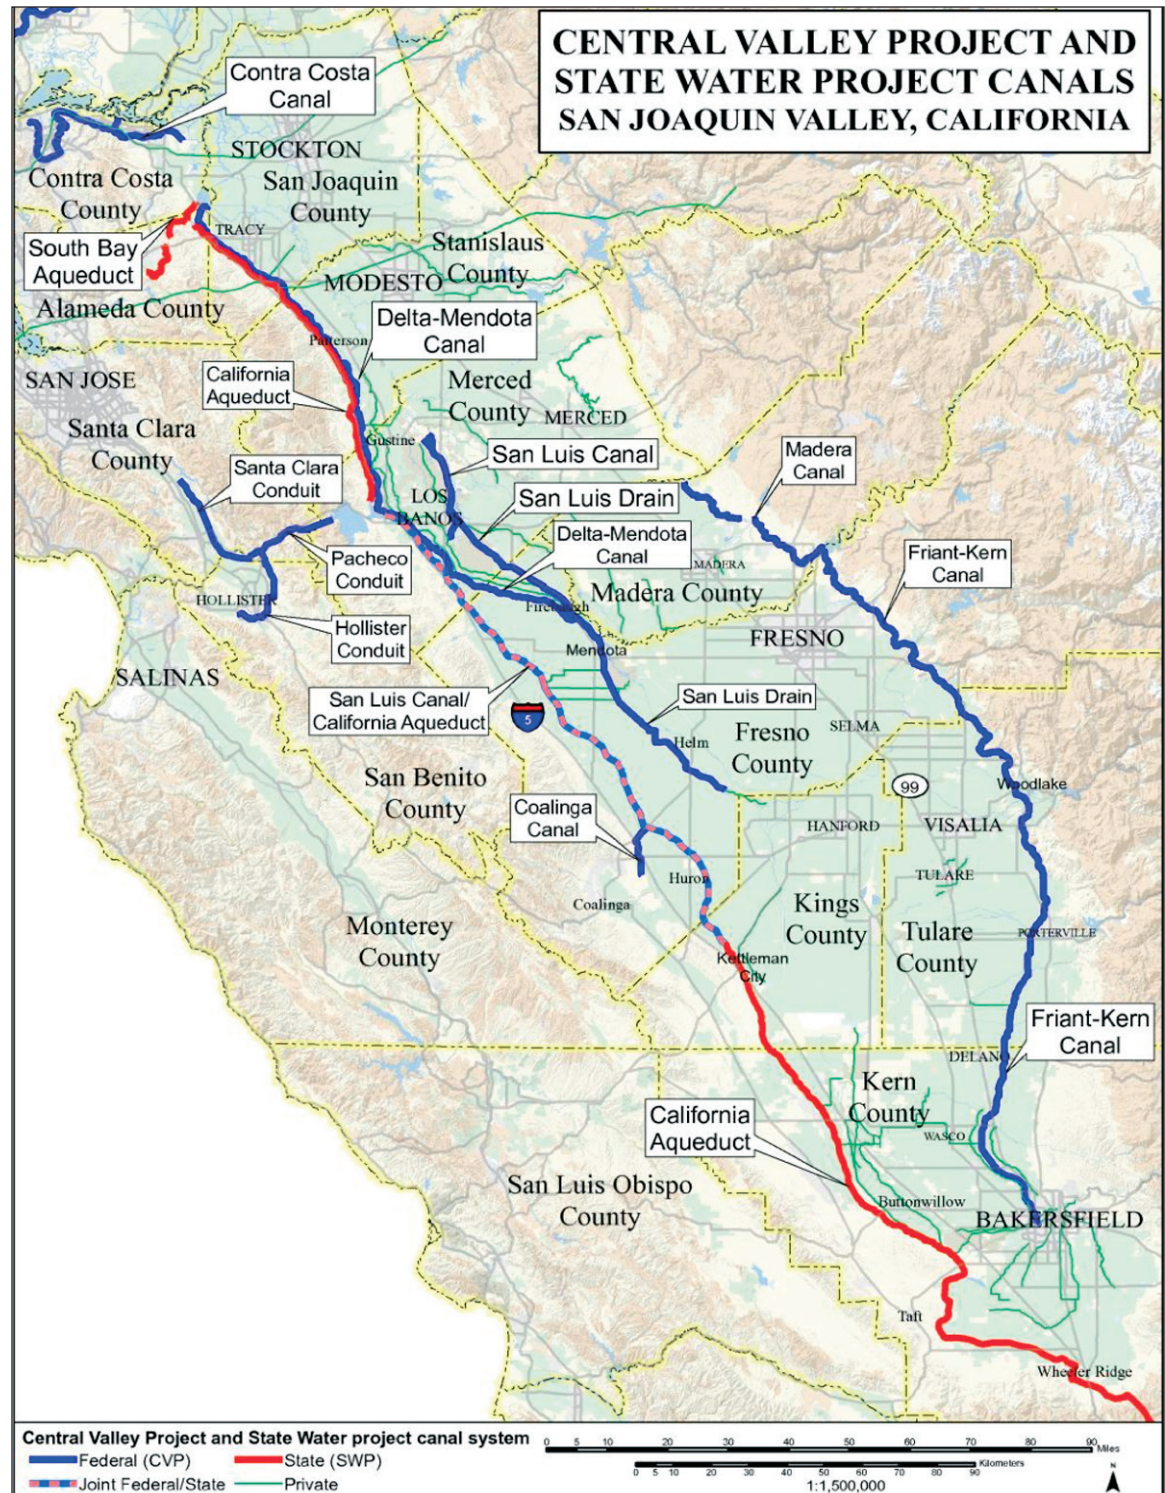 CENTRAL VALLEY PROJECT AND
STATE WATER PROJECT CANALS
SAN JOAQUIN VALLEY, CALIFORNIA
Contra Costa
Canal
STOCKTON
Contra Costa
County
San Joaquin
County
TRACY
South Bay
Aqueduct
Stanislaus
County
MODESTO
Alameda County
Delta-Mendota
Canal
Patterson
SAN JOSE
California
Aqueduct
Merced
County
MERCED
Santa Clara
County
Gustine
San Luis Canal
Madera
Canal
Santa Clara
Conduit
LOS
BANOS
San Luis Drain
Delta-Mendota
Canal
Pacheco
Conduit
MADERA
Friant-Kern
Canal
Madera County
HOLLISTER
Firebaugh
Hollister
Conduit
FRESNO
Mendota
SALINAS
San Luis Canal/
California Aqueduct
5
San Luis Drain
Helm
Fresno
County
SELMA
San Benito
County
99
Woodlake
Coalinga
Canal
HANFORD
VISALIA
Huron
TULARE
Coalinga
Kings
County
Monterey
County
Tulare
County
PORTERVILLE
Kettleman
City
Friant-Kern
Canal
DELANO
Kern
County
California
Aqueduct
WASCO
San Luis Obispo
County
Buttonwillow
BAKERSFIELD
Taft
Wheeler Ridge
Central Valley Project and State Water project canal system
Federal (CVP)
State (SWP)
Joint Federal/State
Private
0 5 10 20 30 40 50 60 70 80 90 Miles
0 5 10 20 30 40 50 60 70 80 90 Kilometers
1:1,500,000
N